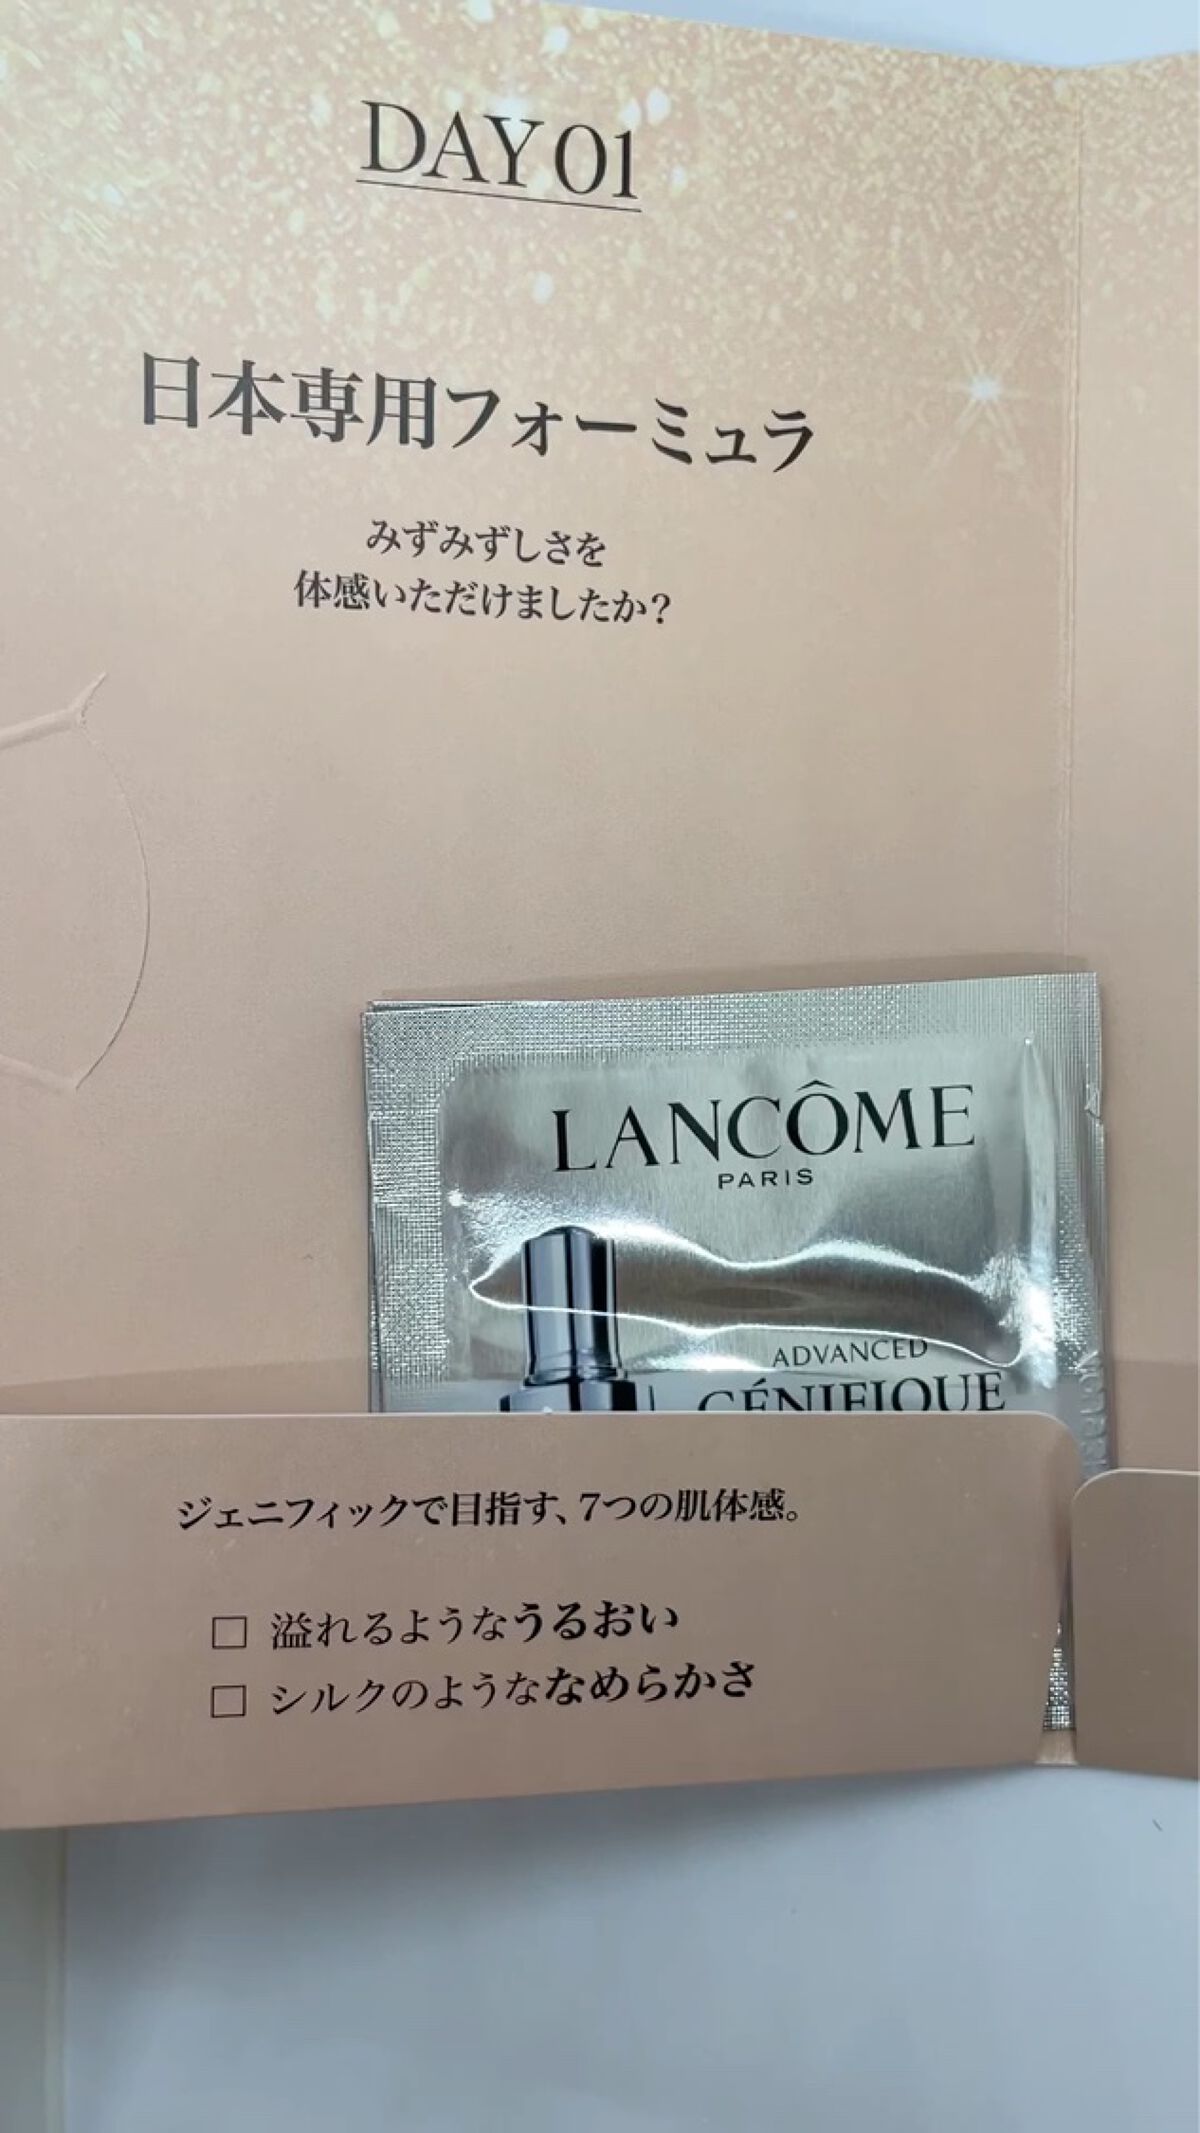 DAY 01
日本専用フォーミュラ
みずみずしさを
体感いただけましたか?
LANCÔME
PARIS
ADVANCED
GÉNIFIQUE
ジェニフィックで目指す、7つの肌体感。
□ 溢れるようなうるおい
□ シルクのようななめらかさ